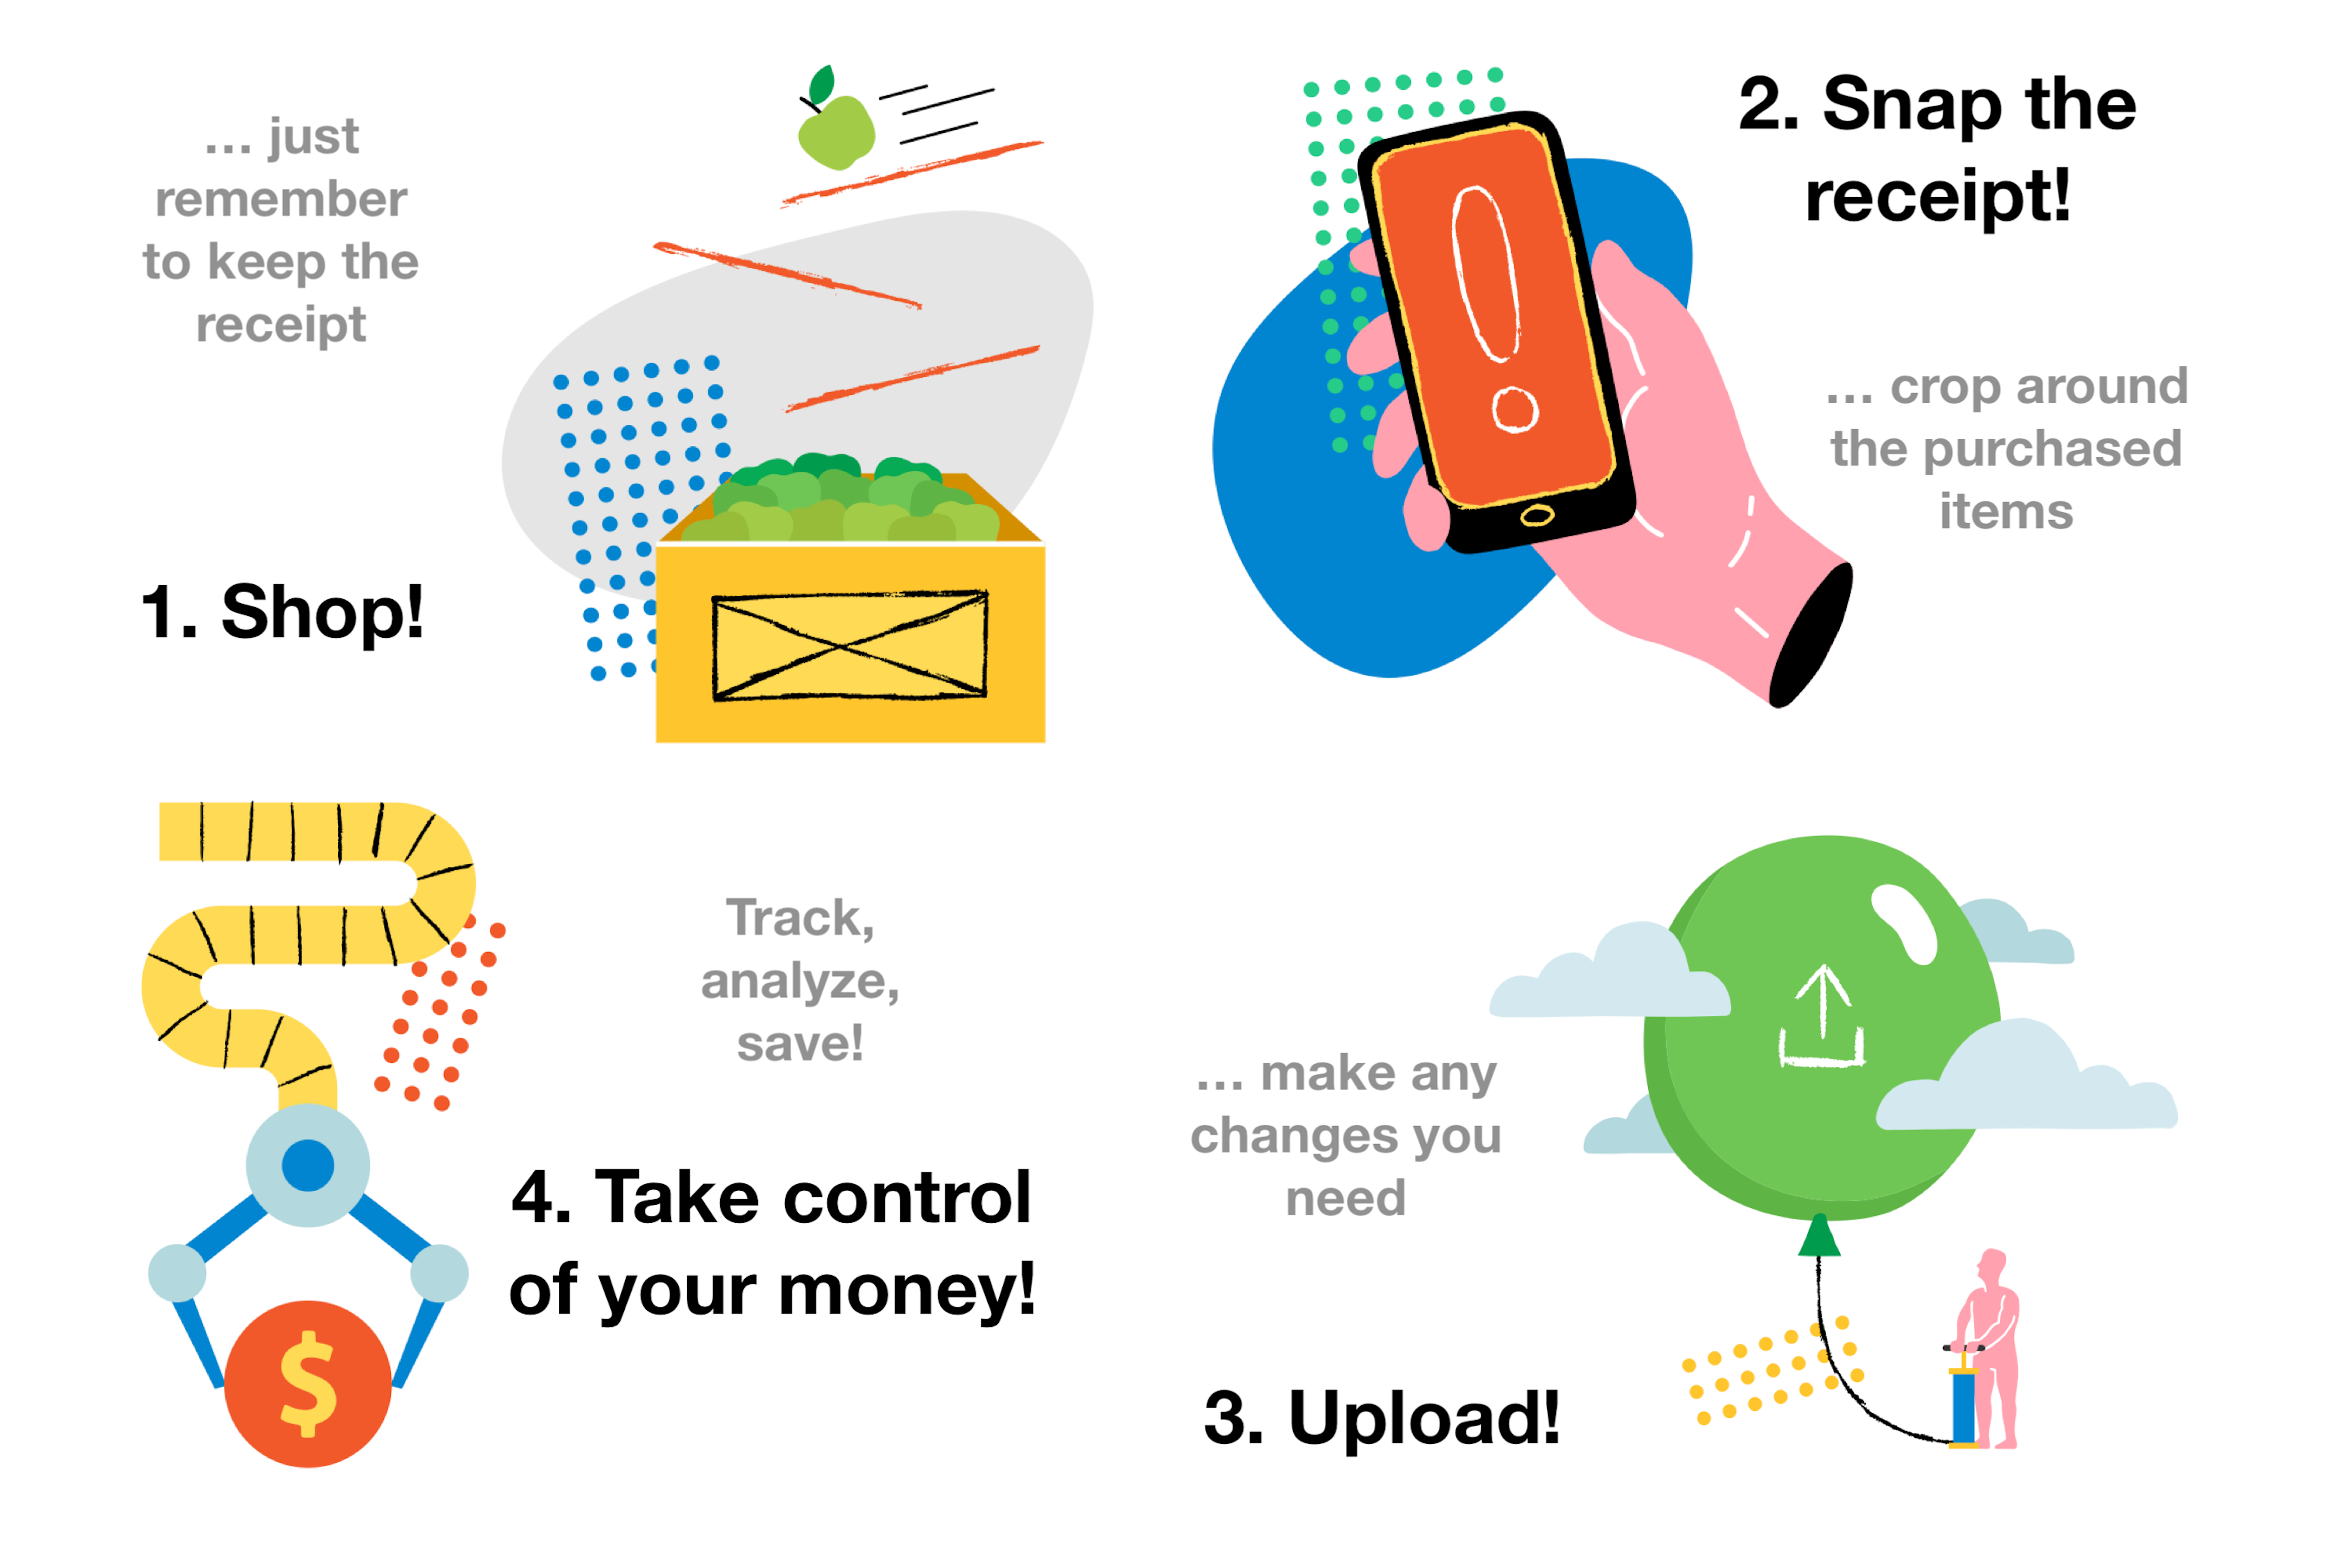 1. Shop!
... just
remember
to keep the
receipt
2. Snap the
receipt!
... crop around
the purchased
items
3. Upload!
... make any
changes you
need
4. Take control
of your money!
Track,
analyze,
save!
$